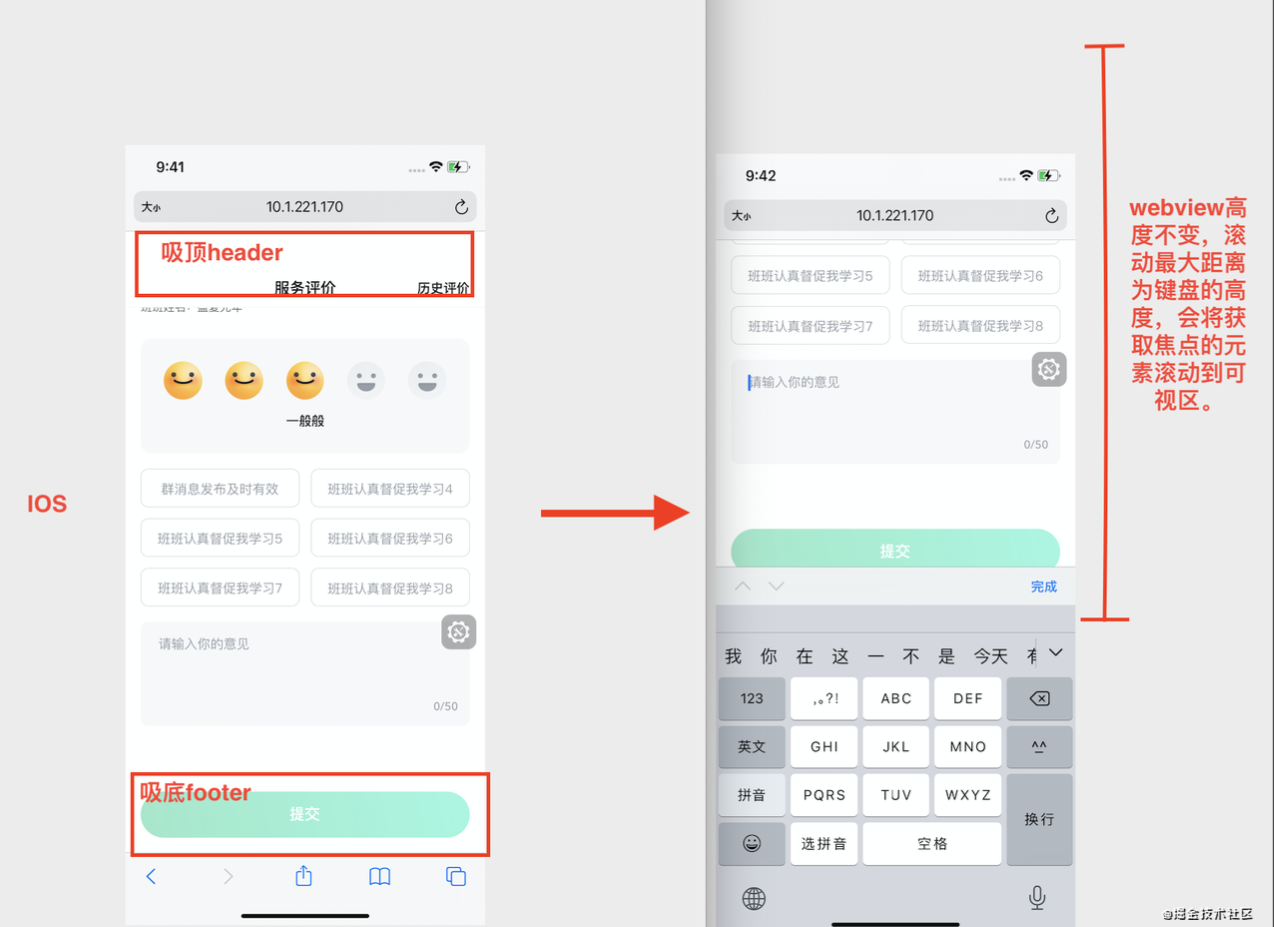 9:41
大小
10.1.221.170
吸顶header
服务评价
历史评价
一般般
群消息发布及时有效
班班认真督促我学习4
班班认真督促我学习5
班班认真督促我学习6
班班认真督促我学习7
班班认真督促我学习8
请输入你的意见
0/50
吸底footer
提交
IOS
9:42
大小
10.1.221.170
班班认真督促我学习5
班班认真督促我学习6
班班认真督促我学习7
班班认真督促我学习8
请输入你的意见
0/50
提交
完成
我 你 在 这 一 不 是 今天
123
,。?!
ABC
DEF
英文
GHI
JKL
MNO
^^
拼音
PQRS
TUV
WXYZ
换行
选拼音
空格
webview高
度不变，滚
动最大距离
为键盘的高
度，会将获
取焦点的元
素滚动到可
视区。
@掘金技术社区